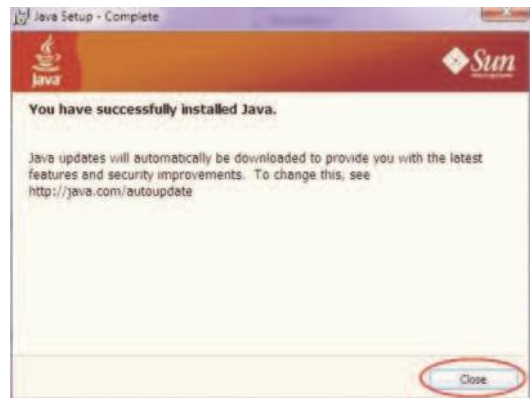 Java Setup - Complete
Java
Sun
You have successfully installed Java.
Java updates will automatically be downloaded to provide you with the latest
features and security improvements. To change this, see
http://java.com/autoupdate
Close